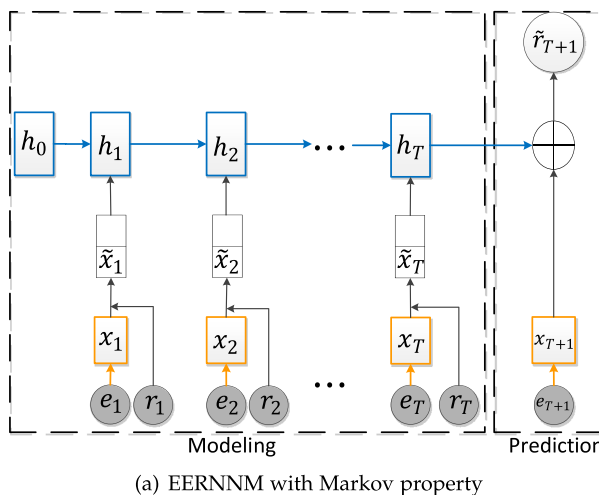 r̃_{T+1}
h_0 h_1 h_2 ... h_T
x̃_1 x̃_2 x̃_T
x_1 x_2 x_T x_{T+1}
...
e_1 r_1 e_2 r_2 e_T r_T e_{T+1}
Modeling Prediction
(a) EERNNM with Markov property